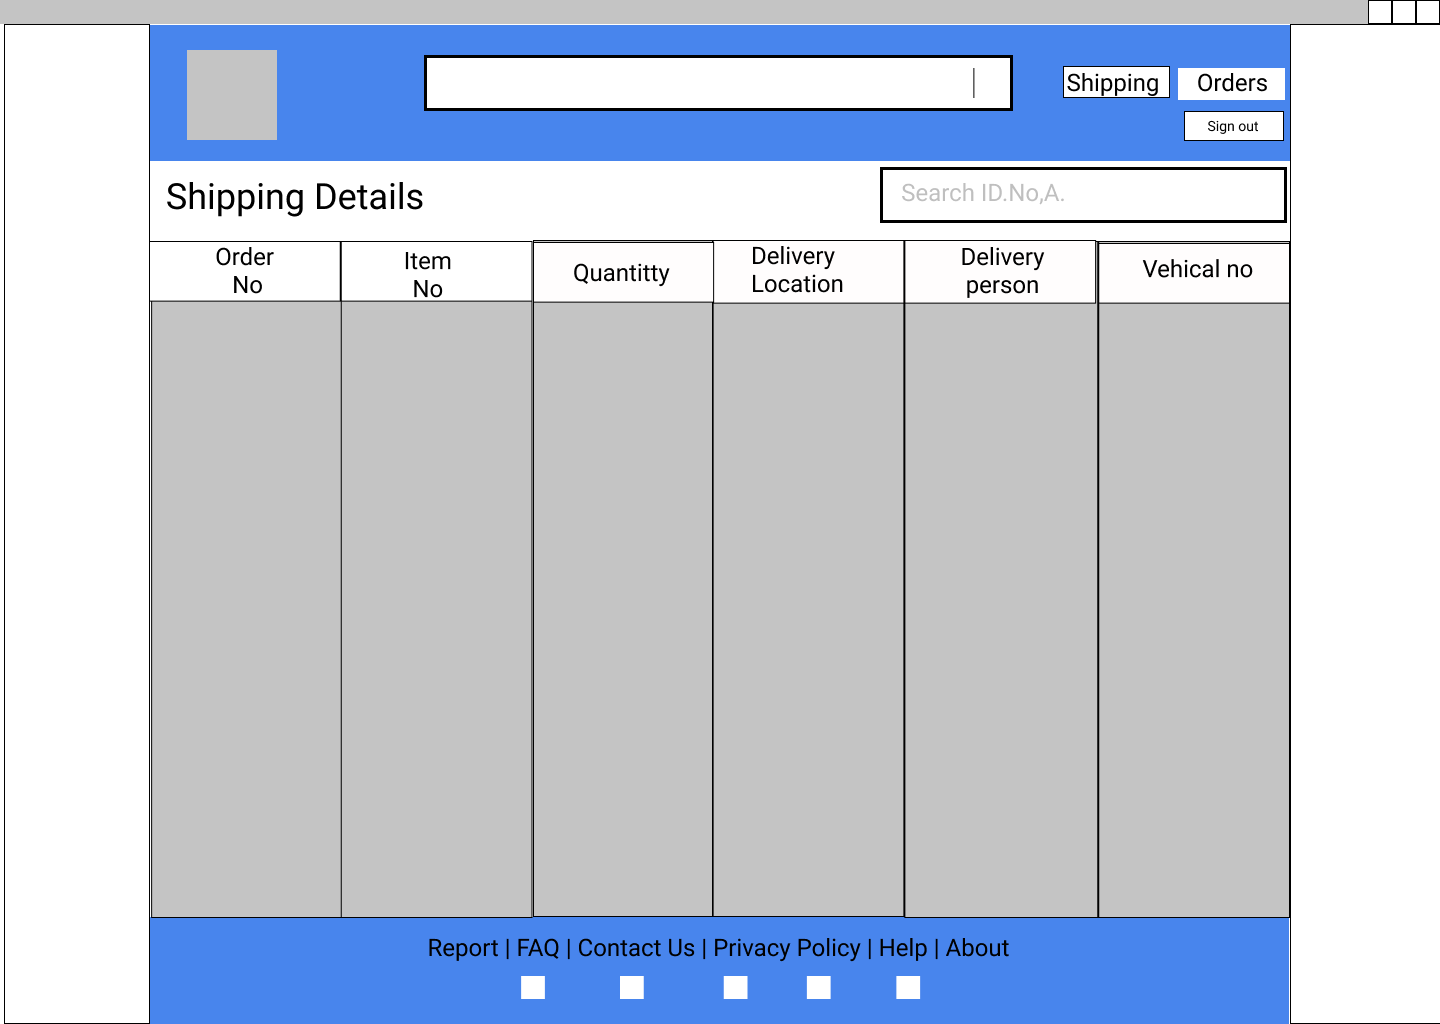 Shipping
Orders
Sign out
Shipping Details
Search ID.No,A.
Order
No
Item
No
Quantitty
Delivery
Location
Delivery
person
Vehical no
Report | FAQ | Contact Us | Privacy Policy | Help | About